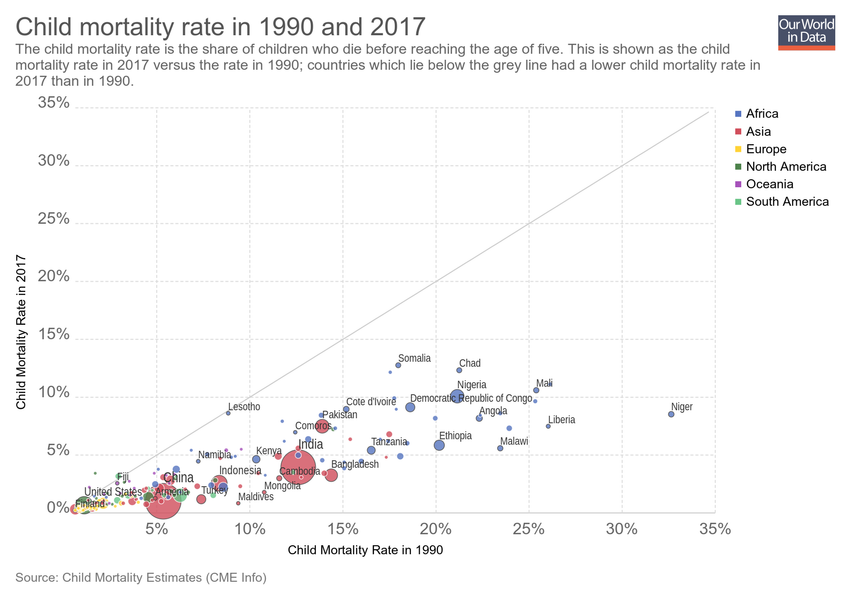 Child mortality rate in 1990 and 2017
Our World
in Data
The child mortality rate is the share of children who die before reaching the age of five. This is shown as the child
mortality rate in 2017 versus the rate in 1990; countries which lie below the grey line had a lower child mortality rate in
2017 than in 1990.
35%
30%
25%
20%
15%
10%
5%
0%
Child Mortality Rate in 2017
Africa
Asia
Europe
North America
Oceania
South America
Somalia
Chad
Nigeria
Mali
Democratic Republic of Congo
Cote d'Ivoire
Lesotho
Niger
Angola
Pakistan
Comoros
Liberia
Ethiopia
Malawi
Tanzania
India
Kenya
Namibia
Bangladesh
Cambodia
Indonesia
Fiji
China
Mongolia
United States
Armenia
Turkey
Maldives
Finland
5%
10%
15%
20%
25%
30%
35%
Child Mortality Rate in 1990
Source: Child Mortality Estimates (CME Info)